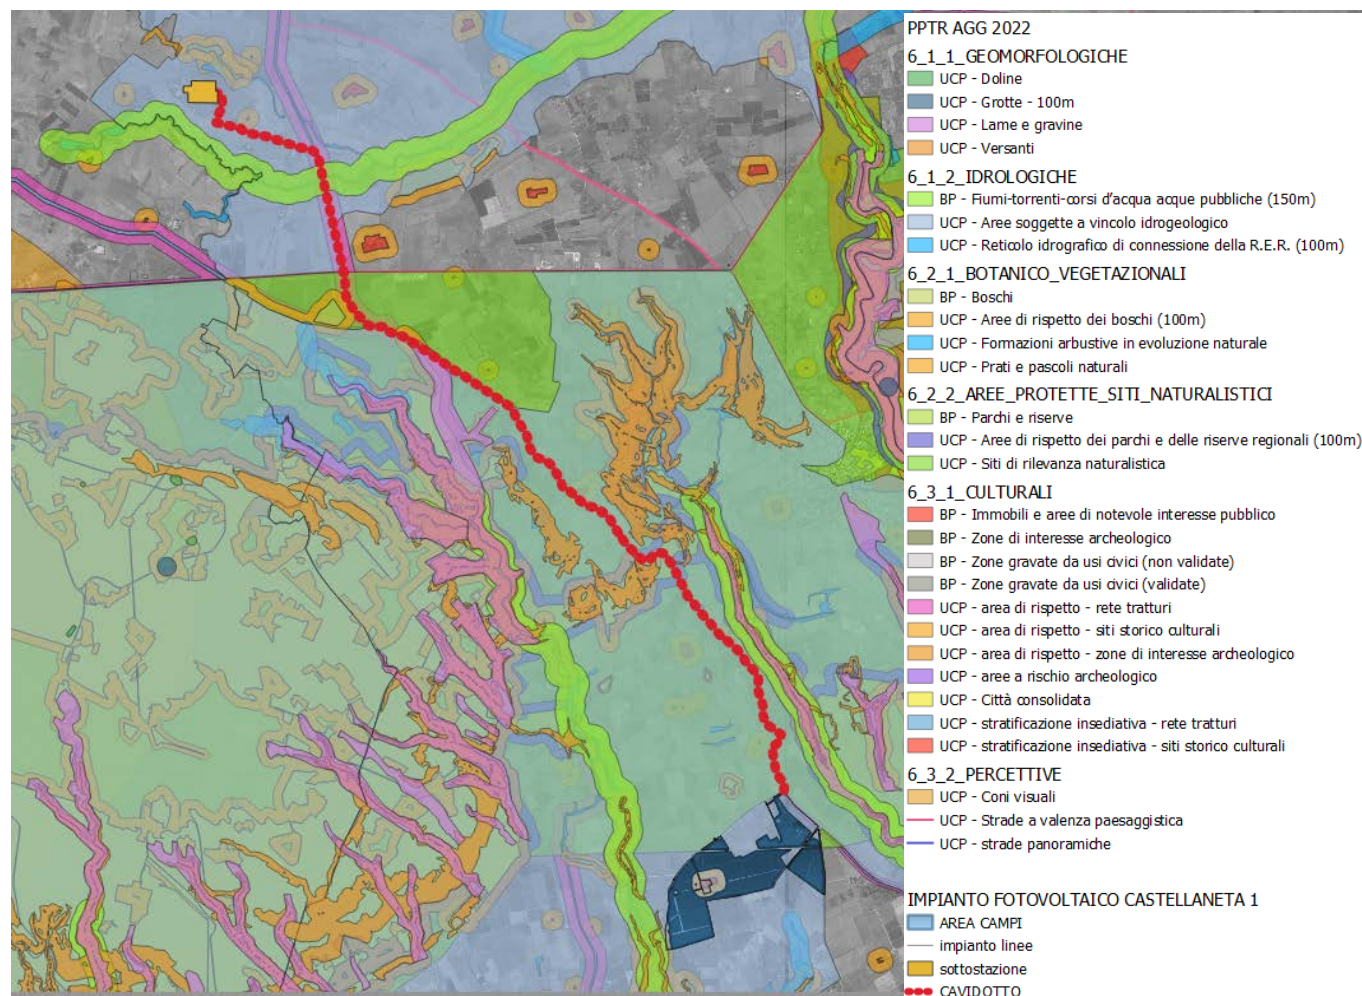 PPTR AGG 2022
6_1_1_GEOMORFOLOGICHE
UCP - Doline
UCP - Grotte - 100m
UCP - Lame e gravine
UCP - Versanti
6_1_2_IDROLOGICHE
BP - Fiumi-torrenti-corsi d'acqua acque pubbliche (150m)
UCP - Aree soggette a vincolo idrogeologico
UCP - Reticolo idrografico di connessione della R.E.R. (100m)
6_2_1_BOTANICO_VEGETAZIONALI
BP - Boschi
UCP - Aree di rispetto dei boschi (100m)
UCP - Formazioni arbustive in evoluzione naturale
UCP - Prati e pascoli naturali
6_2_2_AREE_PROTETTE_SITI_NATURALISTICI
BP - Parchi e riserve
UCP - Aree di rispetto dei parchi e delle riserve regionali (100m)
UCP - Siti di rilevanza naturalistica
6_3_1_CULTURALI
BP - Immobili e aree di notevole interesse pubblico
BP - Zone di interesse archeologico
BP - Zone gravate da usi civici (non validate)
BP - Zone gravate da usi civici (validate)
UCP - area di rispetto - rete tratturi
UCP - area di rispetto - siti storico culturali
UCP - area di rispetto - zone di interesse archeologico
UCP - aree a rischio archeologico
UCP - Città consolidata
UCP - stratificazione insediativa - rete tratturi
UCP - stratificazione insediativa - siti storico culturali
6_3_2_PERCETTIVE
UCP - Coni visuali
UCP - Strade a valenza paesaggistica
UCP - strade panoramiche
IMPIANTO FOTOVOLTAICO CASTELLANETA 1
AREA CAMPI
impianto linee
sottostazione
CAVIDOTTO